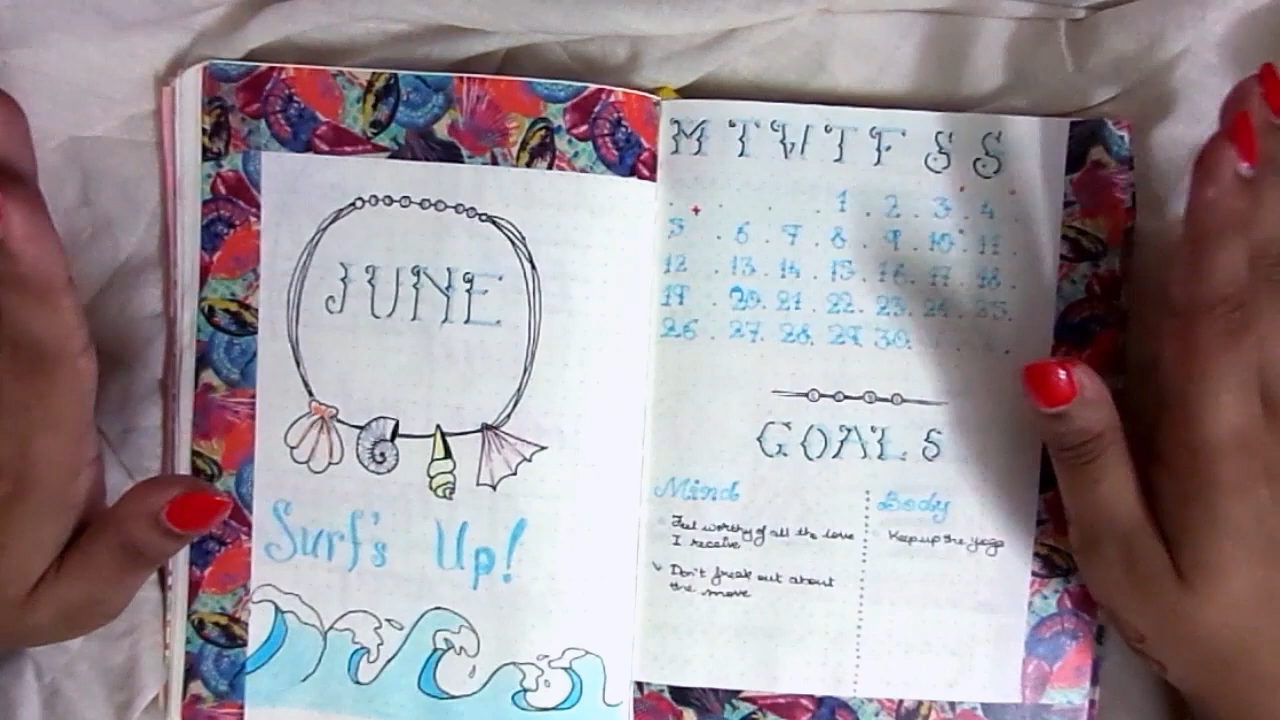 JUNE
Surf's Up!
M T W T F S S
1 . 2 . 3 . 4
5 . 6 . 7 . 8 . 9 . 10 . 11
12 . 13 . 14 . 15 . 16 . 17 . 18
19 . 20 . 21 . 22 . 23 . 24 . 25
26 . 27 . 28 . 29 . 30
GOALS
Mind
Feel worthy of all the love
I receive
Don't freak out about
the move
Body
Keep up the yoga